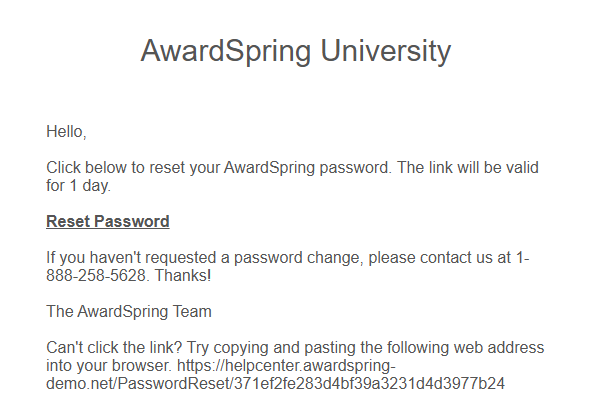 AwardSpring University
Hello,
Click below to reset your AwardSpring password. The link will be valid
for 1 day.
Reset Password
If you haven't requested a password change, please contact us at 1-
888-258-5628. Thanks!
The AwardSpring Team
Can't click the link? Try copying and pasting the following web address
into your browser. https://helpcenter.awardspring-
demo.net/PasswordReset/371ef2fe283d4bf39a3231d4d3977b24